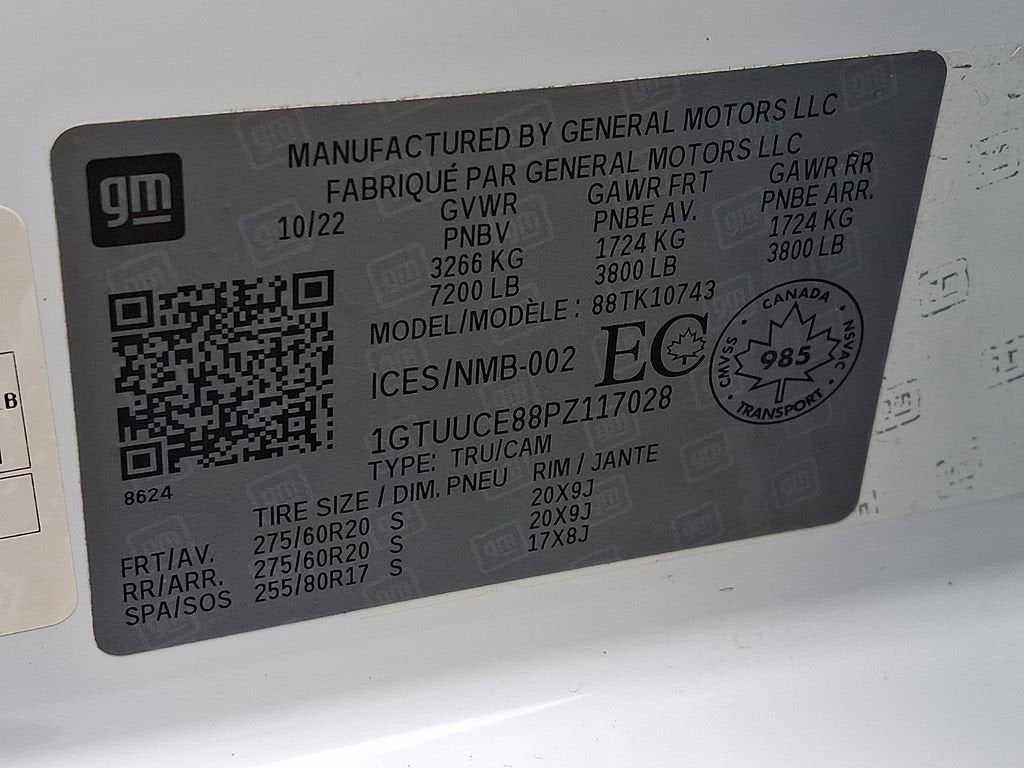 gm
MANUFACTURED BY GENERAL MOTORS LLC
FABRIQUÉ PAR GENERAL MOTORS LLC
10/22
GVWR
PNBV
3266 KG
7200 LB
GAWR FRT
PNBE AV.
1724 KG
3800 LB
GAWR RR
PNBE ARR.
1724 KG
3800 LB
MODEL/MODÈLE : 88TK10743
ICES/NMB-002 EC
CANADA
CMVSS 985 NSVAC
TRANSPORT
1GTUUCE88PZ117028
TYPE: TRU/CAM
8624
TIRE SIZE / DIM. PNEU RIM / JANTE
FRT/AV. 275/60R20 S 20X9J
RR/ARR. 275/60R20 S 20X9J
SPA/SOS 255/80R17 S 17X8J
B